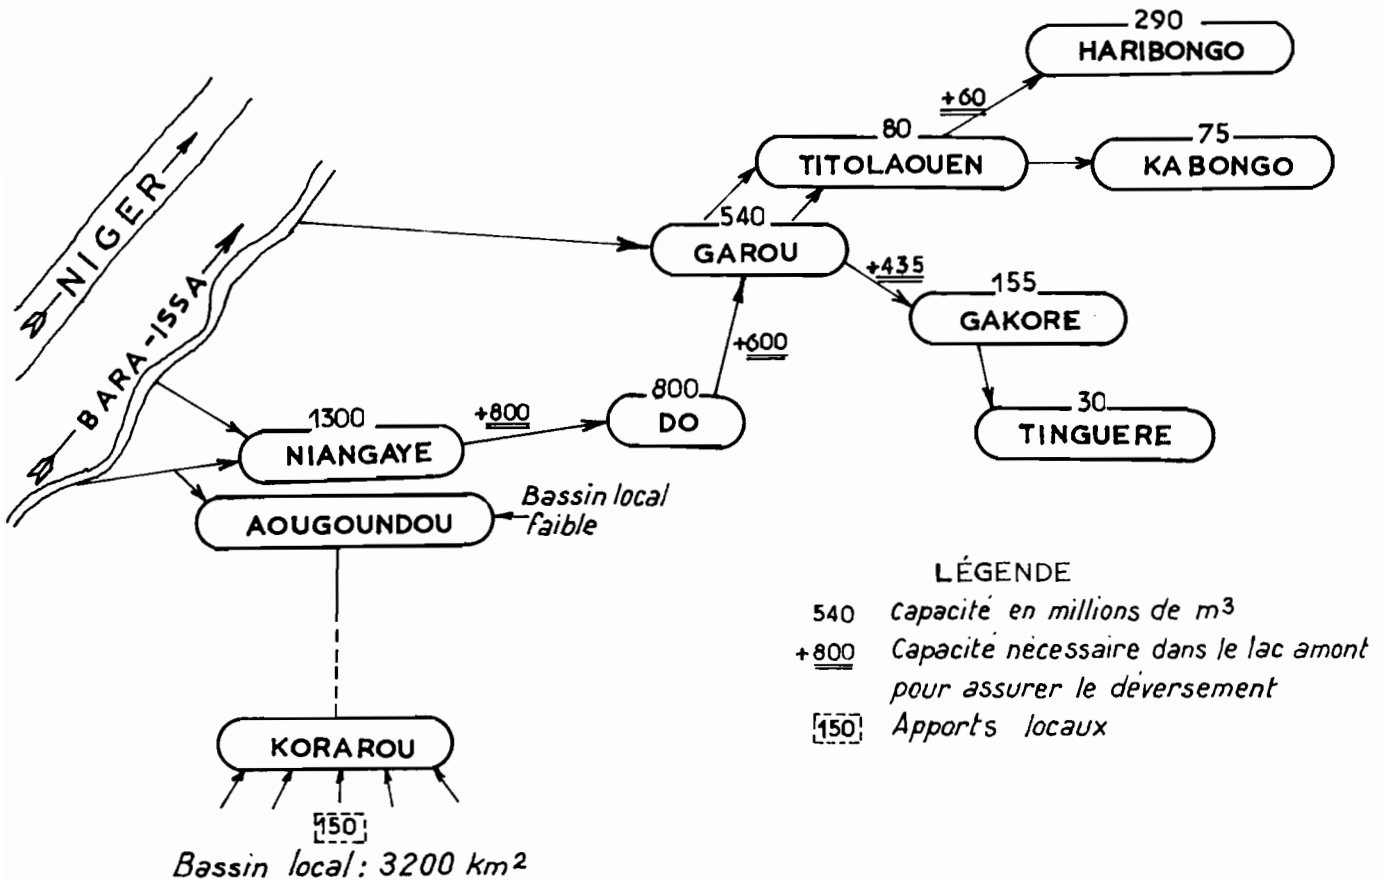 290
HARIBONGO
+60
80
TITOLAOUEN
75
KABONGO
NIGER
540
GAROU
BARA-ISSA
+435
155
GAKORE
+600
1300
NIANGAYE
+800
800
DO
30
TINGUERE
AOUGOUNDOU
Bassin local
faible
LÉGENDE
540 Capacité en millions de m³
+800 Capacité nécessaire dans le lac amont
pour assurer le déversement
150 Apports locaux
KORAROU
150
Bassin local : 3200 km²